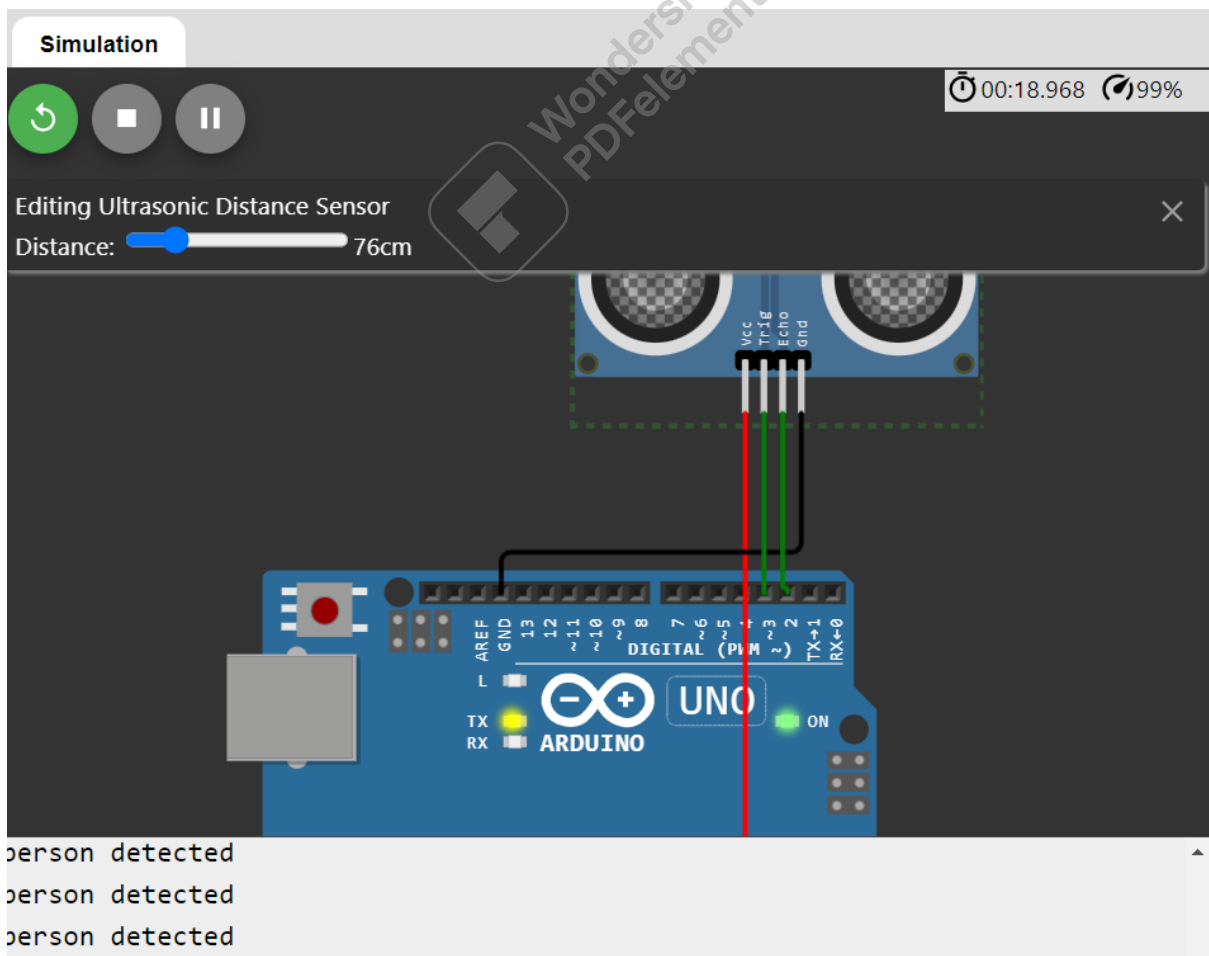 Simulation
00:18.968 99%
Editing Ultrasonic Distance Sensor
Distance: 76cm
Wondersh
PDFelemen
Vcc
Trig
Echo
Gnd
AREF
GND
13
12
~11
~10
~9
8
7
~6
~5
4
~3
2
TX→1
RX←0
DIGITAL (PWM ~)
L
TX
RX
ARDUINO
UNO
ON
person detected
person detected
person detected